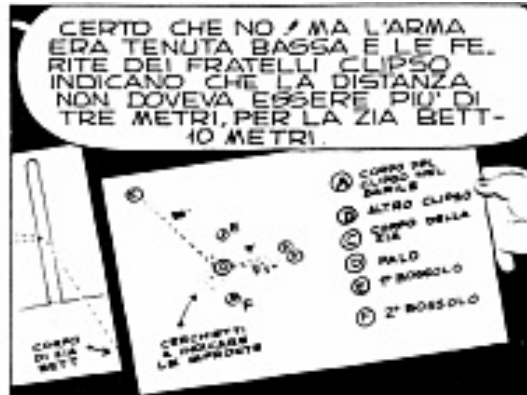 CERTO CHE NO! MA L'ARMA
ERA TENUTA BASSA E LE FE-
RITE DEI FRATELLI CLIPSO
INDICANO CHE LA DISTANZA
NON DOVEVA ESSERE PIU' DI
TRE METRI, PER LA ZIA BETT-
10 METRI.
CORPO
DI ZIA
BETT
CERCHIETTI
A INDICARE
LE IMPRONTE
A CORPO DEL
CLIPSO NEL
BARILE
B ALTRO CLIPSO
C CORPO DELLA
ZIA
D PALO
E 1° BOSSOLO
F 2° BOSSOLO